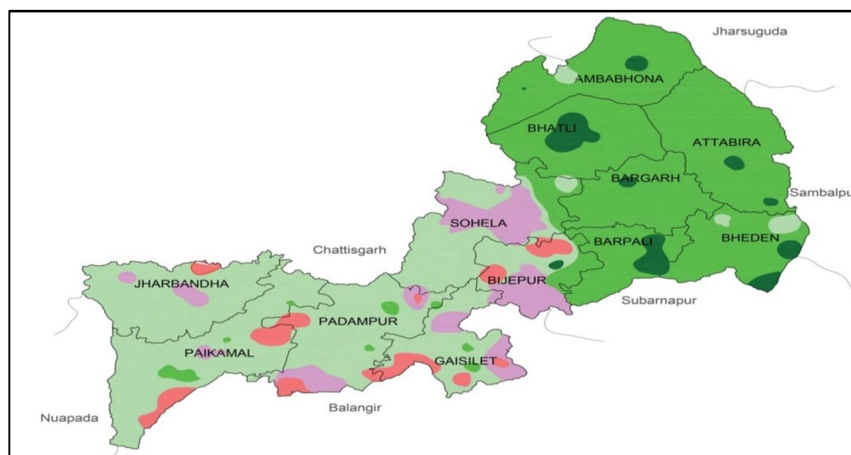 Jharsuguda
AMBABHONA
BHATLI
ATTABIRA
BARGARH
Sambalpu
SOHELA
Chattisgarh
BARPALI
BHEDEN
JHARBANDHA
BIJEPUR
Subarnapur
PADAMPUR
PAIKAMAL
GAISILET
Nuapada
Balangir